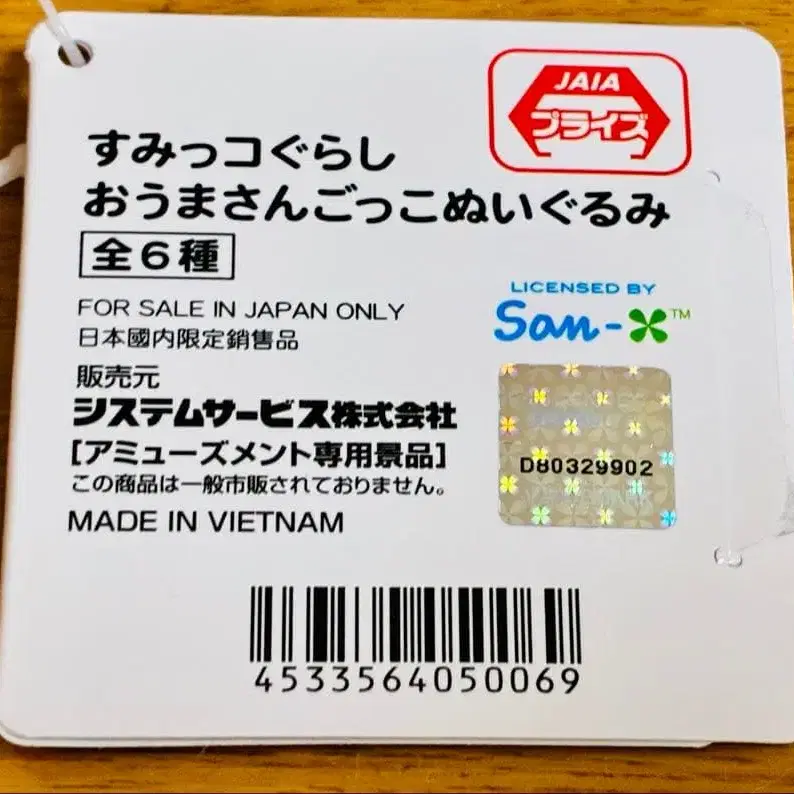 JAIA
プライズ
すみっコぐらし
おうまさんごっこぬいぐるみ
全6種
FOR SALE IN JAPAN ONLY
日本國内限定銷售品
LICENSED BY
San-X™
販売元
システムサービス株式会社
[アミューズメント専用景品]
この商品は一般市販されておりません。
MADE IN VIETNAM
D80329902
4533564050069